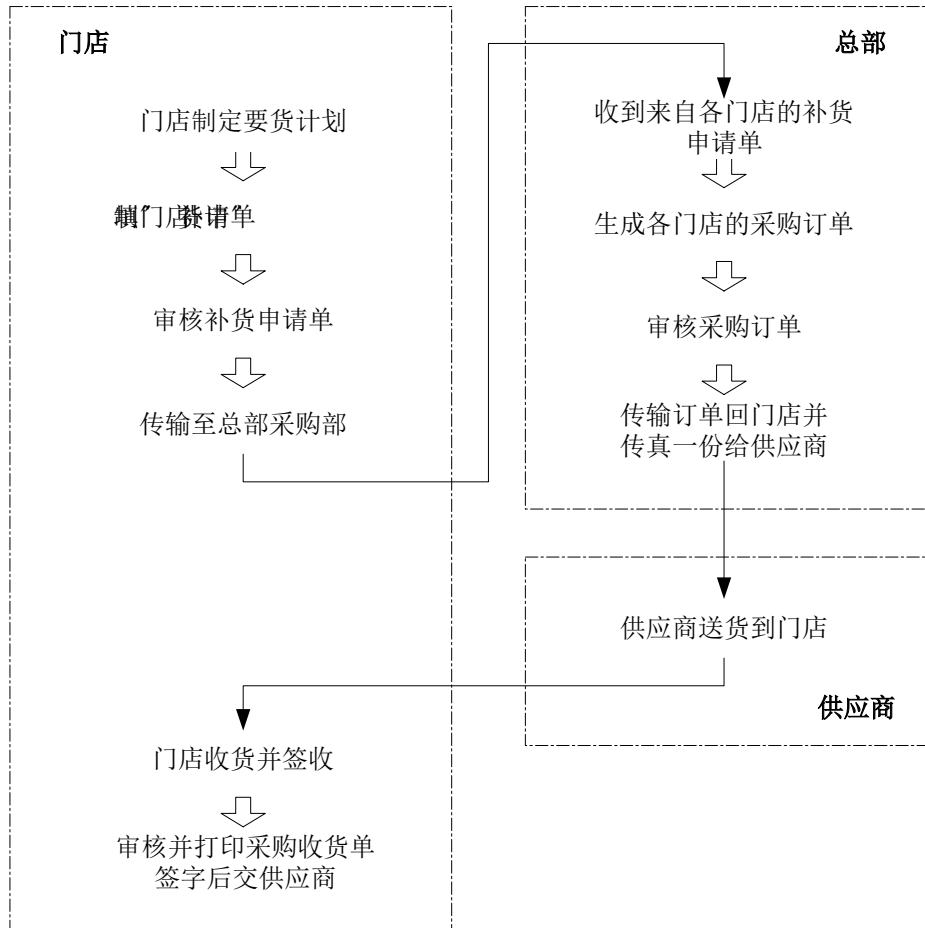 门店
门店制定要货计划
门店
请单
审核补货申请单
传输至总部采购部
总部
收到来自各门店的补货
申请单
生成各门店的采购订单
审核采购订单
传输订单回门店并
传真一份给供应商
供应商送货到门店
供应商
门店收货并签收
审核并打印采购收货单
签字后交供应商